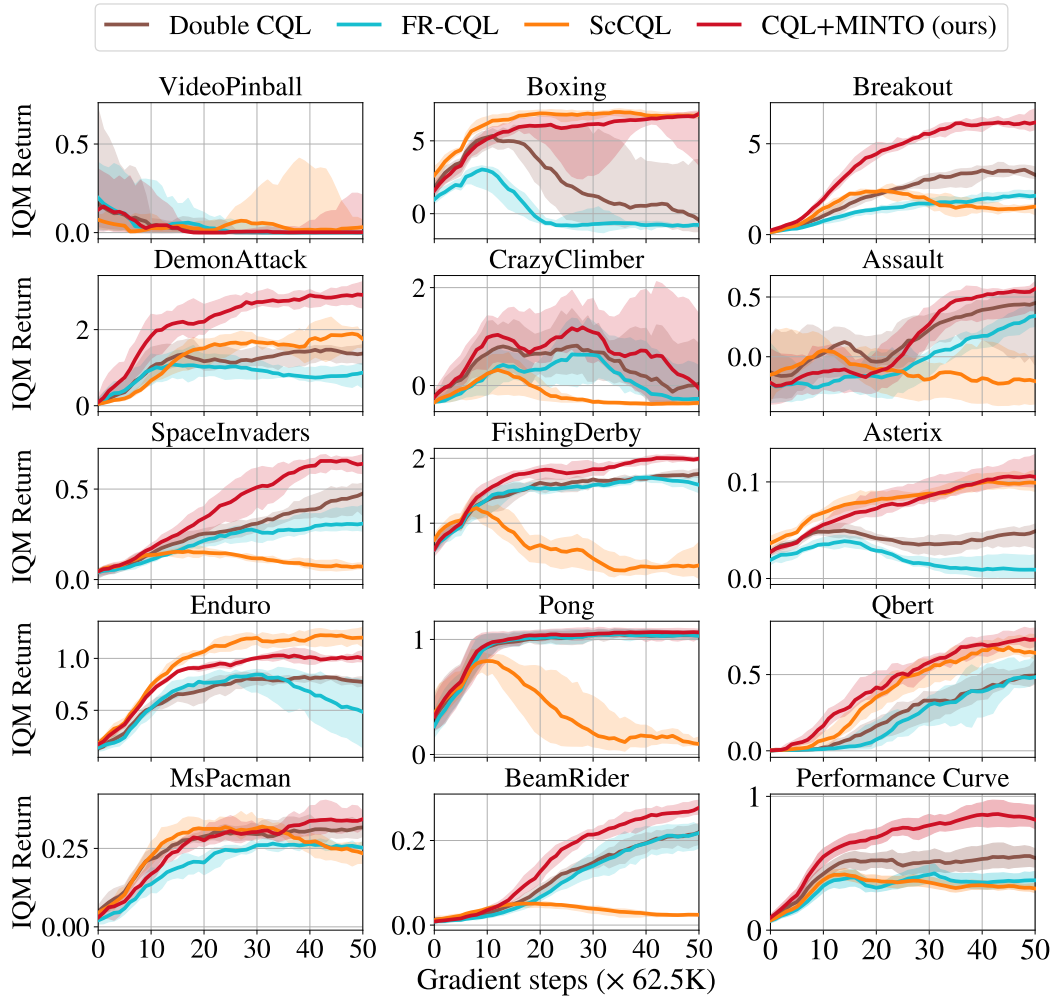 Double CQL FR-CQL ScCQL CQL+MINTO (ours)
VideoPinball Boxing Breakout
IQM Return
0.5
0.0
5
0
5
0
DemonAttack CrazyClimber Assault
IQM Return
2
0
2
0
0.5
0.0
SpaceInvaders FishingDerby Asterix
IQM Return
0.5
0.0
2
1
0.1
0.0
Enduro Pong Qbert
IQM Return
1.0
0.5
1
0
0.5
0.0
MsPacman BeamRider Performance Curve
IQM Return
0.25
0.00
0.2
0.0
1
0
0 10 20 30 40 50 0 10 20 30 40 50 0 10 20 30 40 50
Gradient steps (× 62.5K)